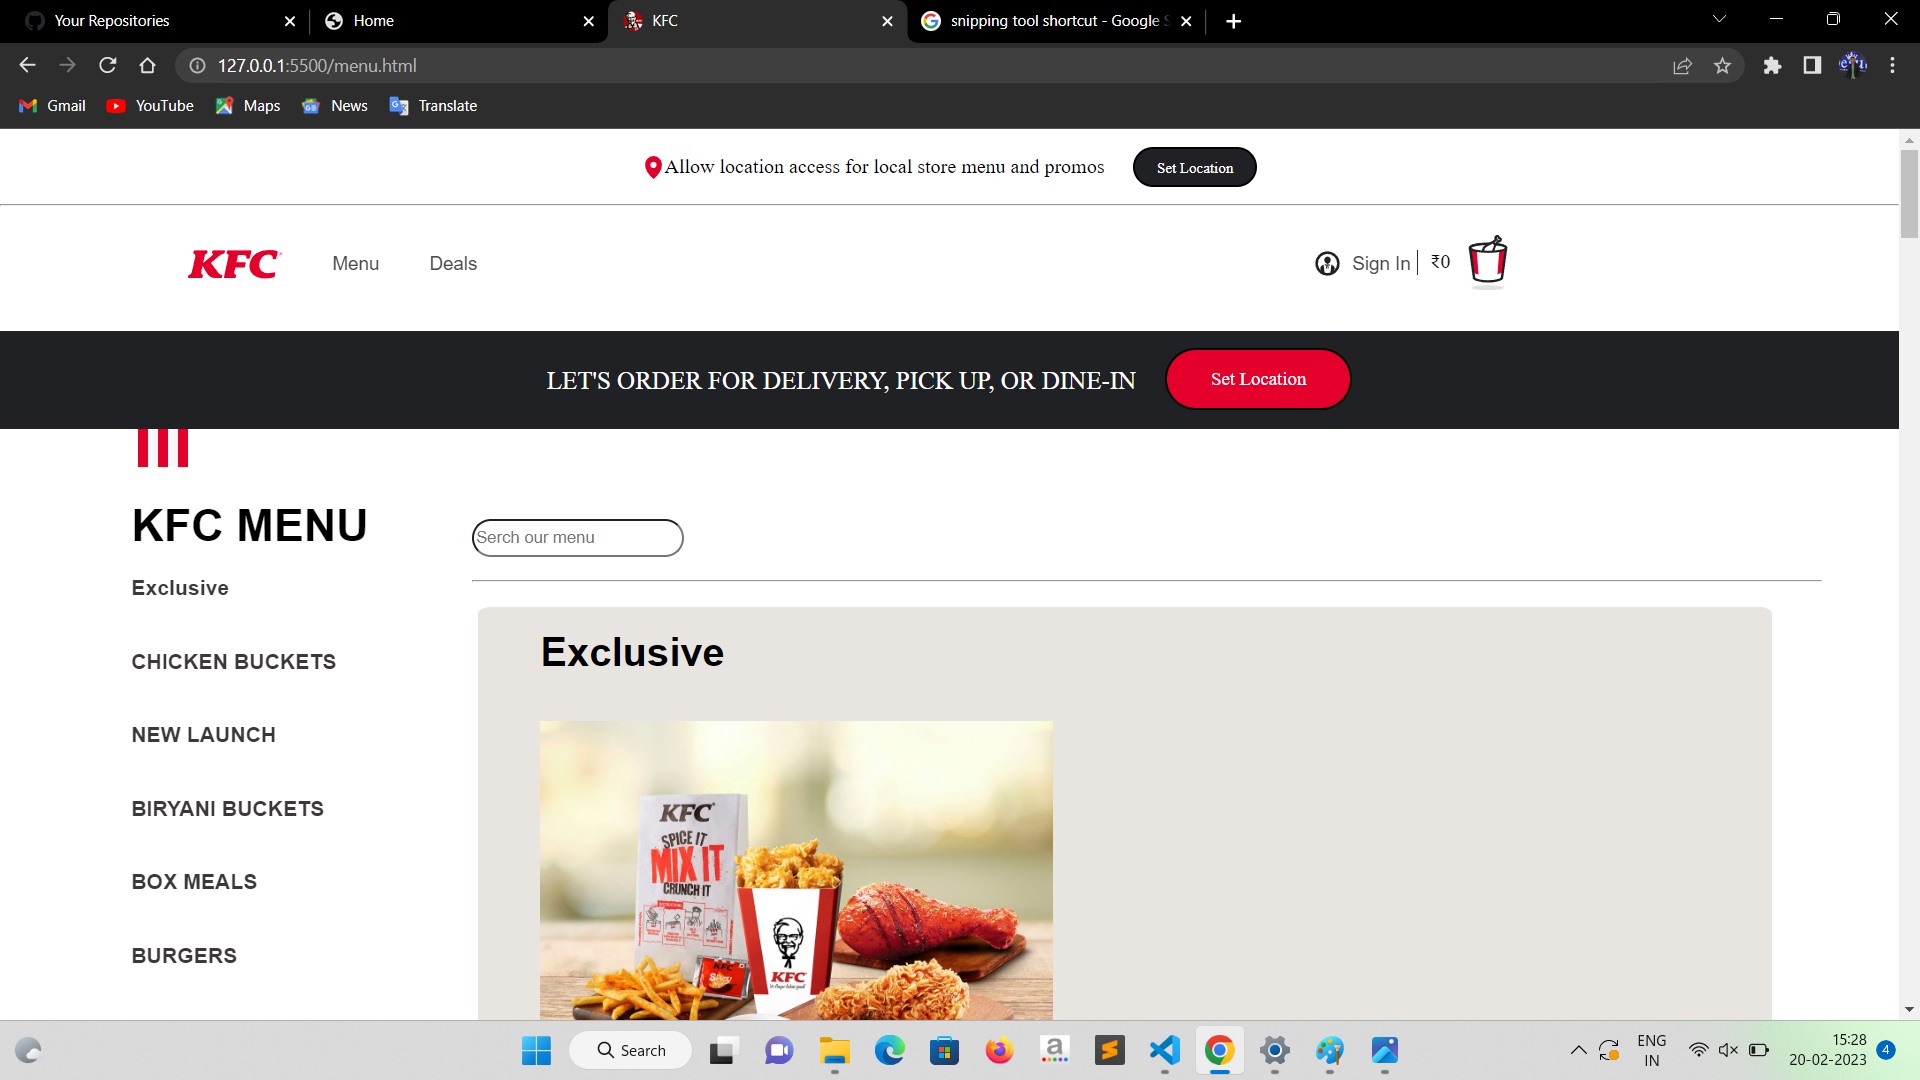 Your Repositories
Home
KFC
snipping tool shortcut - Google S
127.0.0.1:5500/menu.html
Gmail
YouTube
Maps
News
Translate
Allow location access for local store menu and promos
Set Location
KFC
Menu
Deals
Sign In
₹0
LET'S ORDER FOR DELIVERY, PICK UP, OR DINE-IN
Set Location
KFC MENU
Serch our menu
Exclusive
CHICKEN BUCKETS
NEW LAUNCH
BIRYANI BUCKETS
BOX MEALS
BURGERS
Exclusive
KFC
SPICE IT
MIX IT
CRUNCH IT
KFC
KFC
Search
ENG
IN
15:28
20-02-2023
4